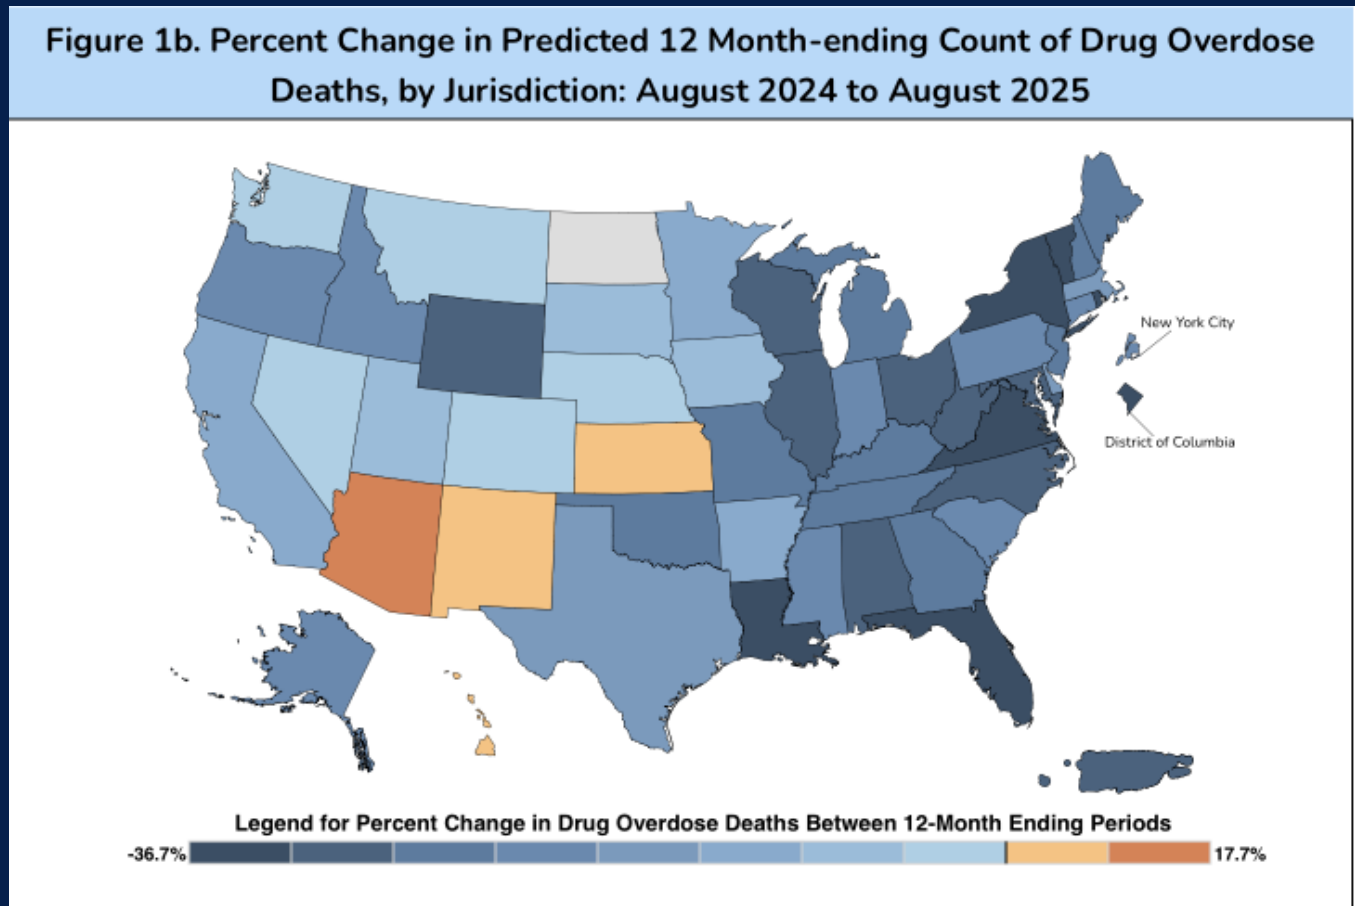 Figure 1b. Percent Change in Predicted 12 Month-ending Count of Drug Overdose
Deaths, by Jurisdiction: August 2024 to August 2025
New York City
District of Columbia
Legend for Percent Change in Drug Overdose Deaths Between 12-Month Ending Periods
-36.7%
17.7%